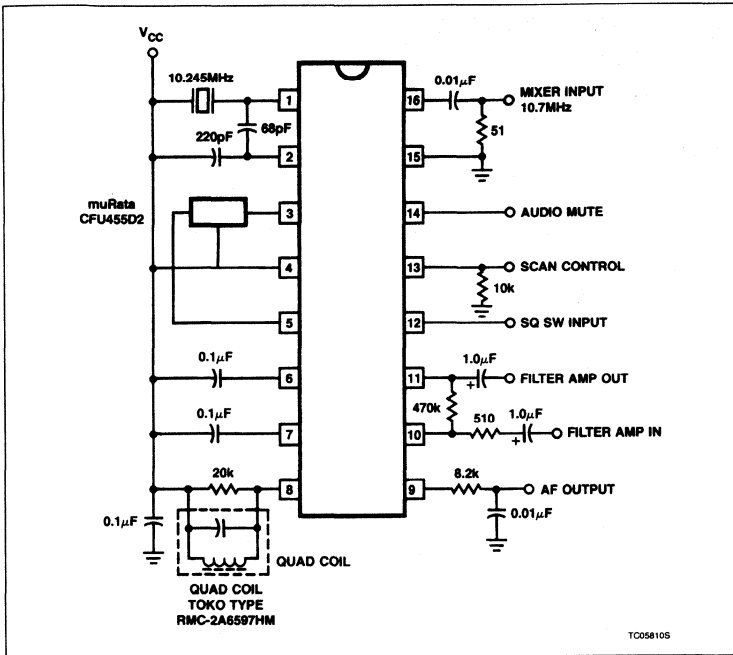 VCC
10.245MHz
68pF
220pF
muRata
CFU455D2
0.1μF
0.1μF
20k
0.1μF
QUAD COIL
QUAD COIL
TOKO TYPE
RMC-2A6597HM
1
2
3
4
5
6
7
8
16
15
14
13
12
11
10
9
0.01μF
MIXER INPUT
10.7MHz
51
AUDIO MUTE
SCAN CONTROL
10k
SQ SW INPUT
1.0μF
+
FILTER AMP OUT
470k
510
1.0μF
+
FILTER AMP IN
8.2k
AF OUTPUT
0.01μF
TC05810S